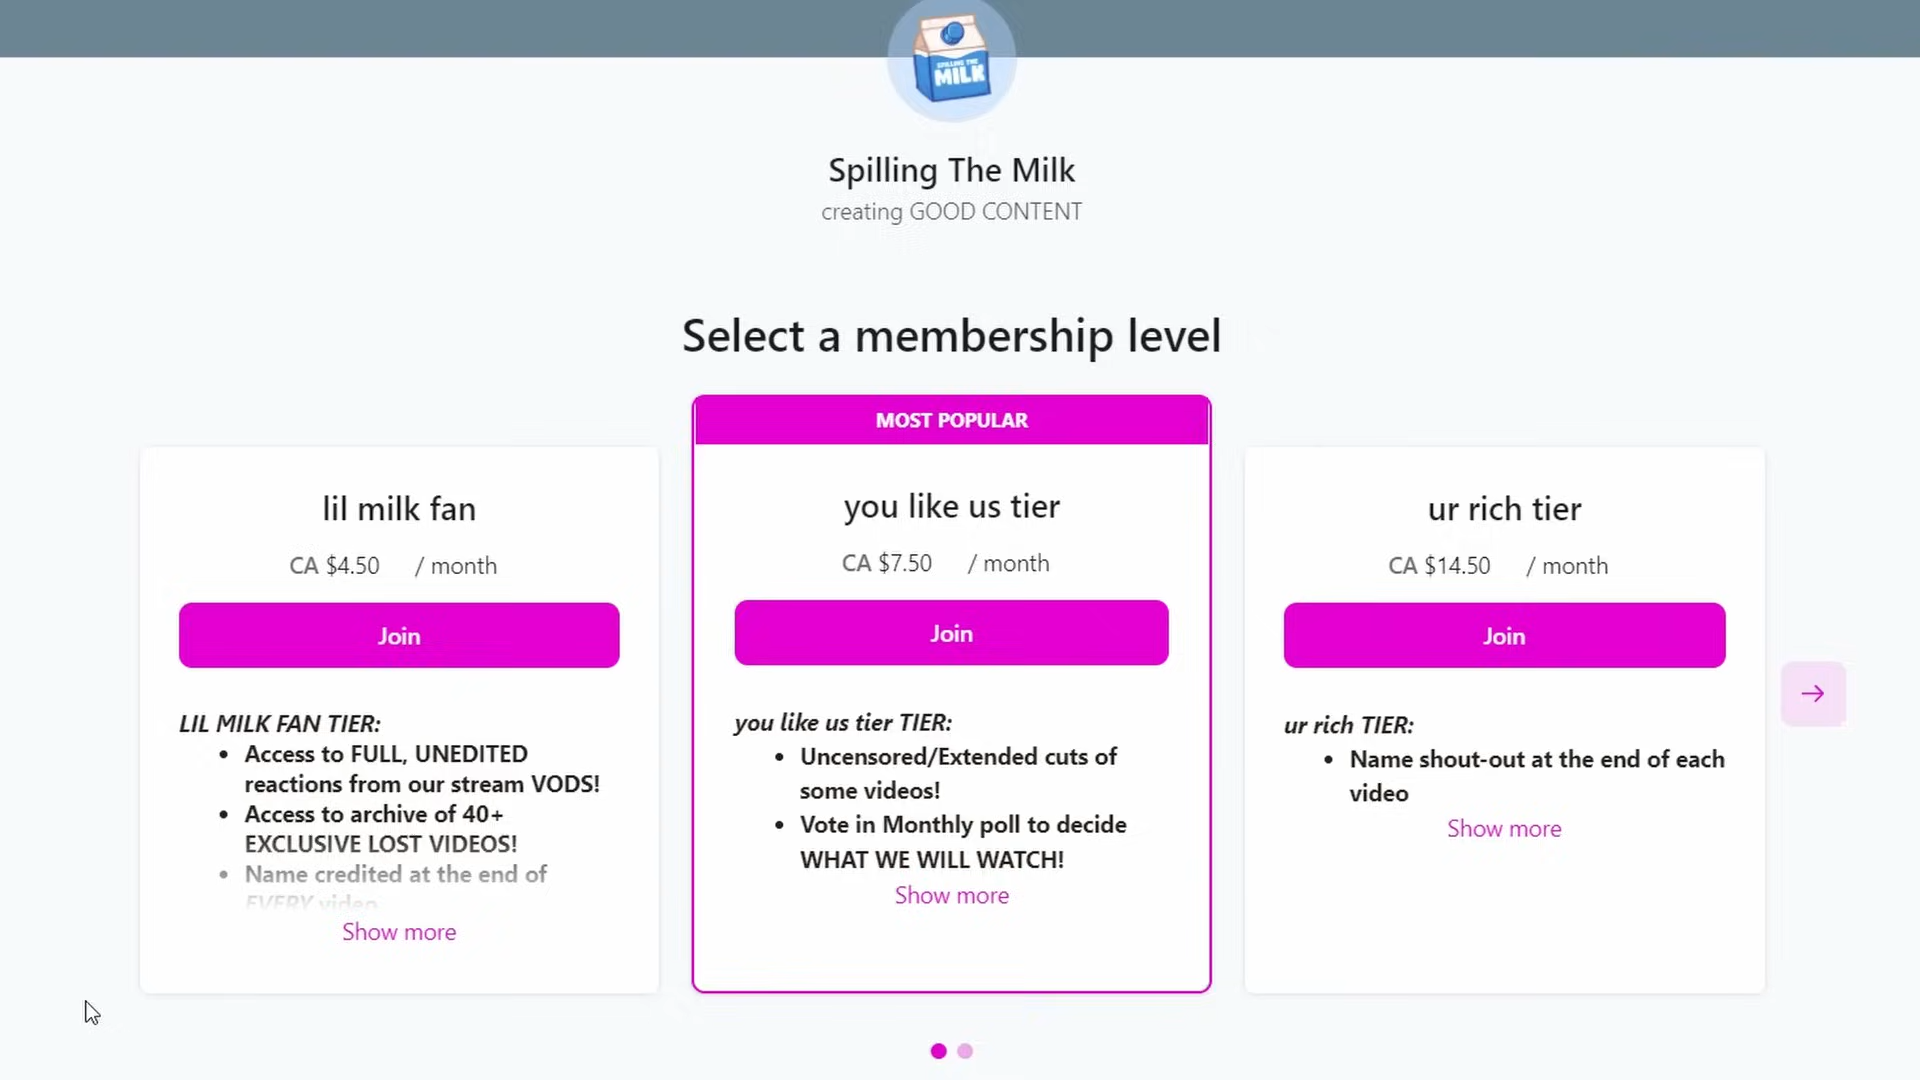 SPILLING THE
MILK
Spilling The Milk
creating GOOD CONTENT
Select a membership level
MOST POPULAR
lil milk fan
CA $4.50 / month
Join
LIL MILK FAN TIER:
• Access to FULL, UNEDITED
reactions from our stream VODS!
• Access to archive of 40+
EXCLUSIVE LOST VIDEOS!
• Name credited at the end of
EVERY video
Show more
you like us tier
CA $7.50 / month
Join
you like us tier TIER:
• Uncensored/Extended cuts of
some videos!
• Vote in Monthly poll to decide
WHAT WE WILL WATCH!
Show more
ur rich tier
CA $14.50 / month
Join
ur rich TIER:
• Name shout-out at the end of each
video
Show more